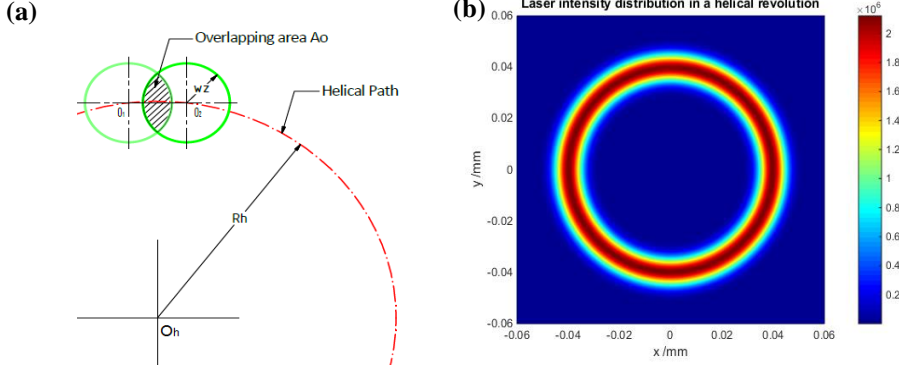 (a)
Overlapping area Ao
wz
O₁
O₂
Helical Path
Rh
Oh
(b)
Laser intensity distribution in a helical revolution
×10⁶
0.06
0.04
0.02
0
-0.02
-0.04
-0.06
y /mm
-0.06
-0.04
-0.02
0
0.02
0.04
0.06
x /mm
2
1.8
1.6
1.4
1.2
1
0.8
0.6
0.4
0.2